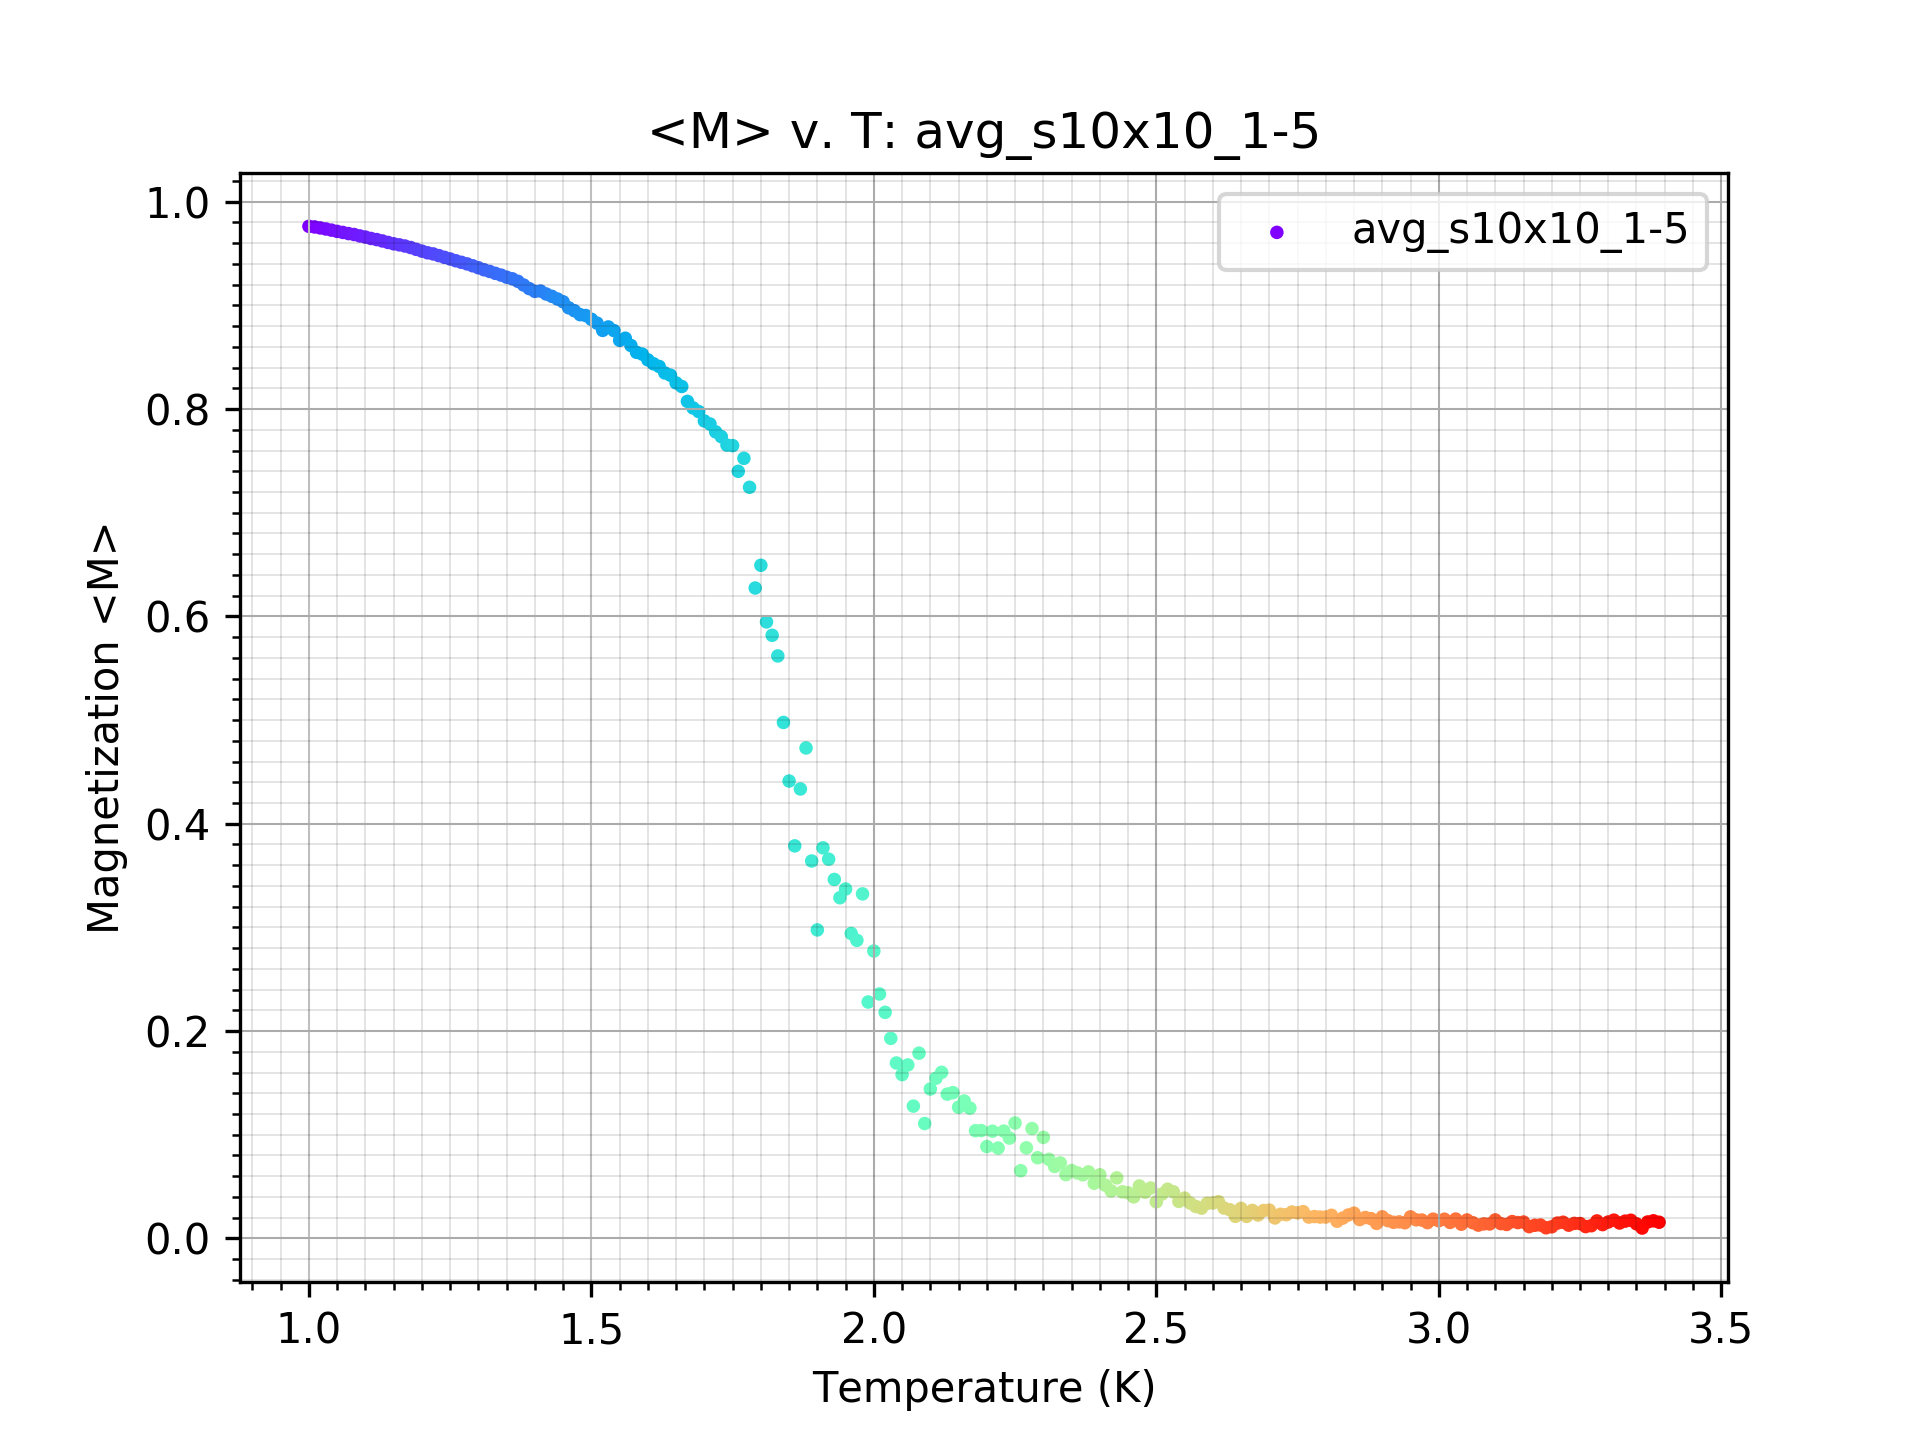 <M> v. T: avg_s10x10_1-5
avg_s10x10_1-5
1.0
0.8
0.6
0.4
0.2
0.0
Magnetization <M>
1.0 1.5 2.0 2.5 3.0 3.5
Temperature (K)